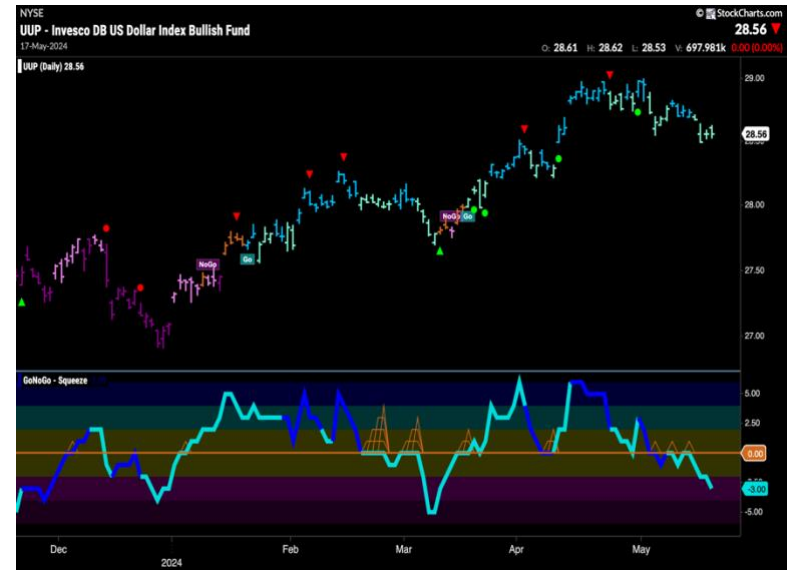 NYSE
© StockCharts.com
UUP - Invesco DB US Dollar Index Bullish Fund
28.56
17-May-2024
O: 28.61 H: 28.62 L: 28.53 V: 697.981k 0.00 (0.00%)
UUP (Daily) 28.56
29.00
28.56
28.00
27.50
27.00
NoGo
Go
NoGo
Go
GoNoGo - Squeeze
5.00
2.50
0.00
-3.00
-5.00
Dec
2024
Feb
Mar
Apr
May